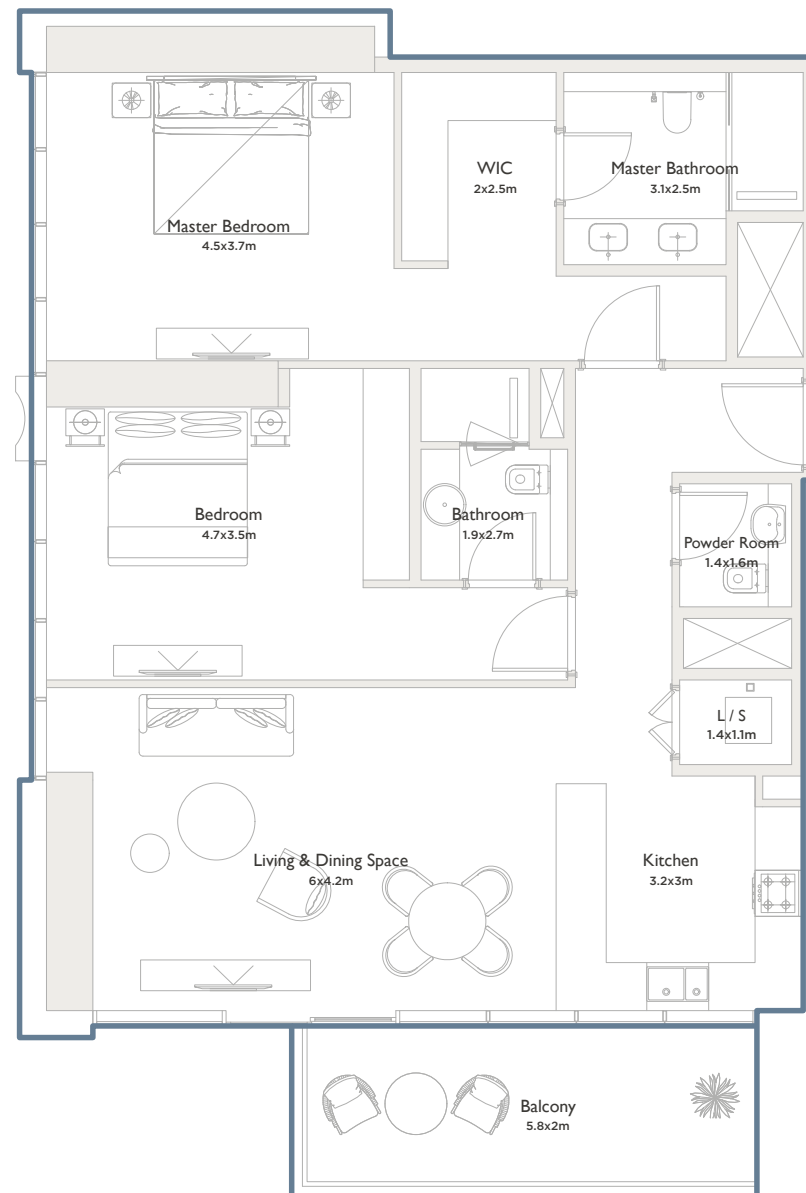 WIC
2x2.5m
Master Bathroom
3.1x2.5m
Master Bedroom
4.5x3.7m
Bedroom
4.7x3.5m
Bathroom
1.9x2.7m
Powder Room
1.4x1.6m
L / S
1.4x1.1m
Living & Dining Space
6x4.2m
Kitchen
3.2x3m
Balcony
5.8x2m